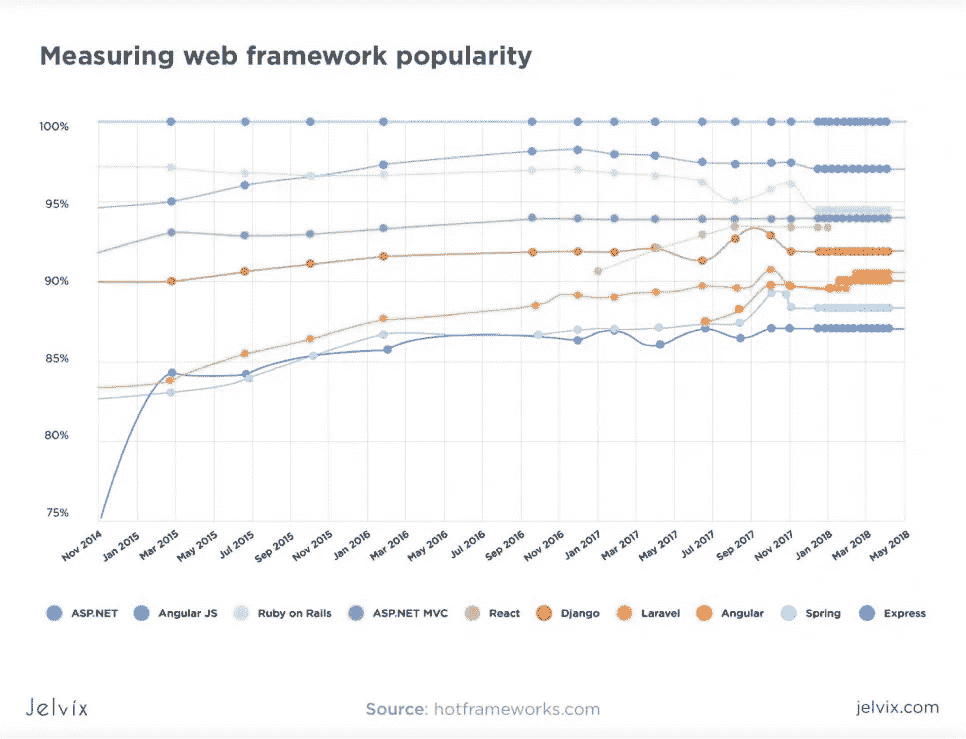 Measuring web framework popularity
100%
95%
90%
85%
80%
75%
Nov 2014
Jan 2015
Mar 2015
May 2015
Jul 2015
Sep 2015
Nov 2015
Jan 2016
Mar 2016
May 2016
Jul 2016
Sep 2016
Nov 2016
Jan 2017
Mar 2017
May 2017
Jul 2017
Sep 2017
Nov 2017
Jan 2018
Mar 2018
May 2018
ASP.NET
Angular JS
Ruby on Rails
ASP.NET MVC
React
Django
Laravel
Angular
Spring
Express
Jelvix
Source: hotframeworks.com
jelvix.com